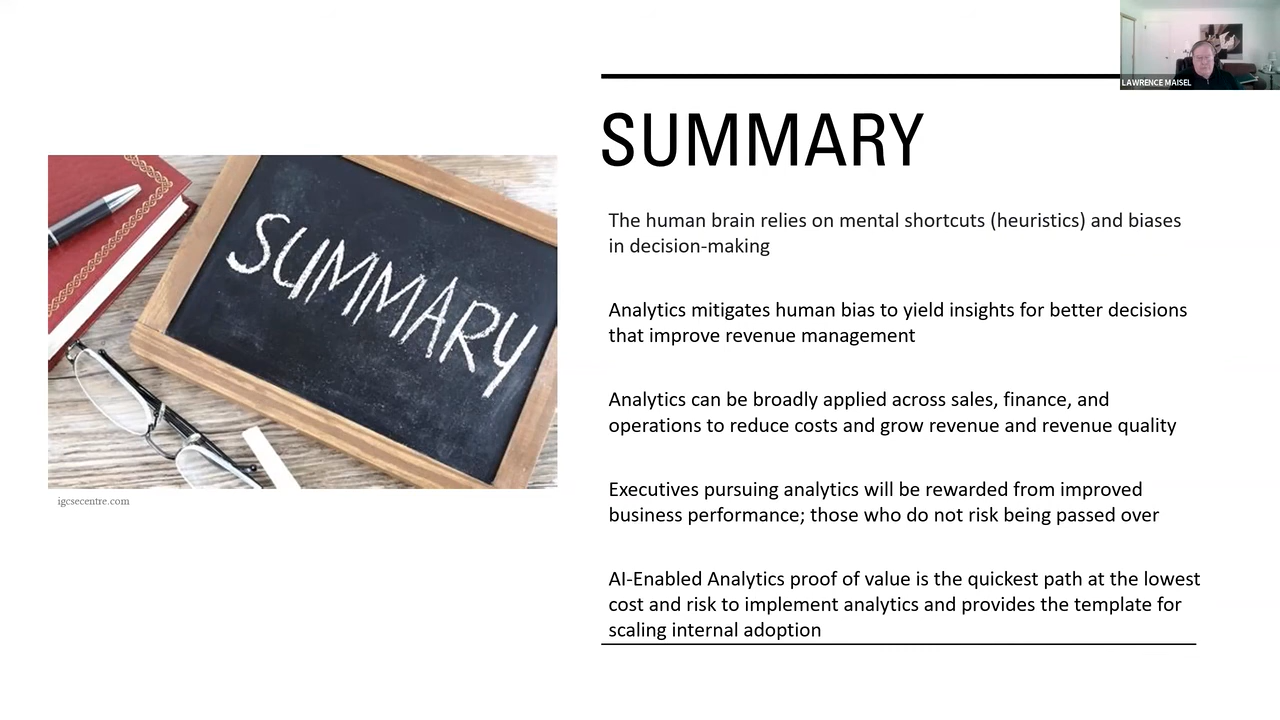 LAWRENCE MAISEL
SUMMARY
SUMMARY
igcsecentre.com
The human brain relies on mental shortcuts (heuristics) and biases
in decision-making
Analytics mitigates human bias to yield insights for better decisions
that improve revenue management
Analytics can be broadly applied across sales, finance, and
operations to reduce costs and grow revenue and revenue quality
Executives pursuing analytics will be rewarded from improved
business performance; those who do not risk being passed over
AI-Enabled Analytics proof of value is the quickest path at the lowest
cost and risk to implement analytics and provides the template for
scaling internal adoption